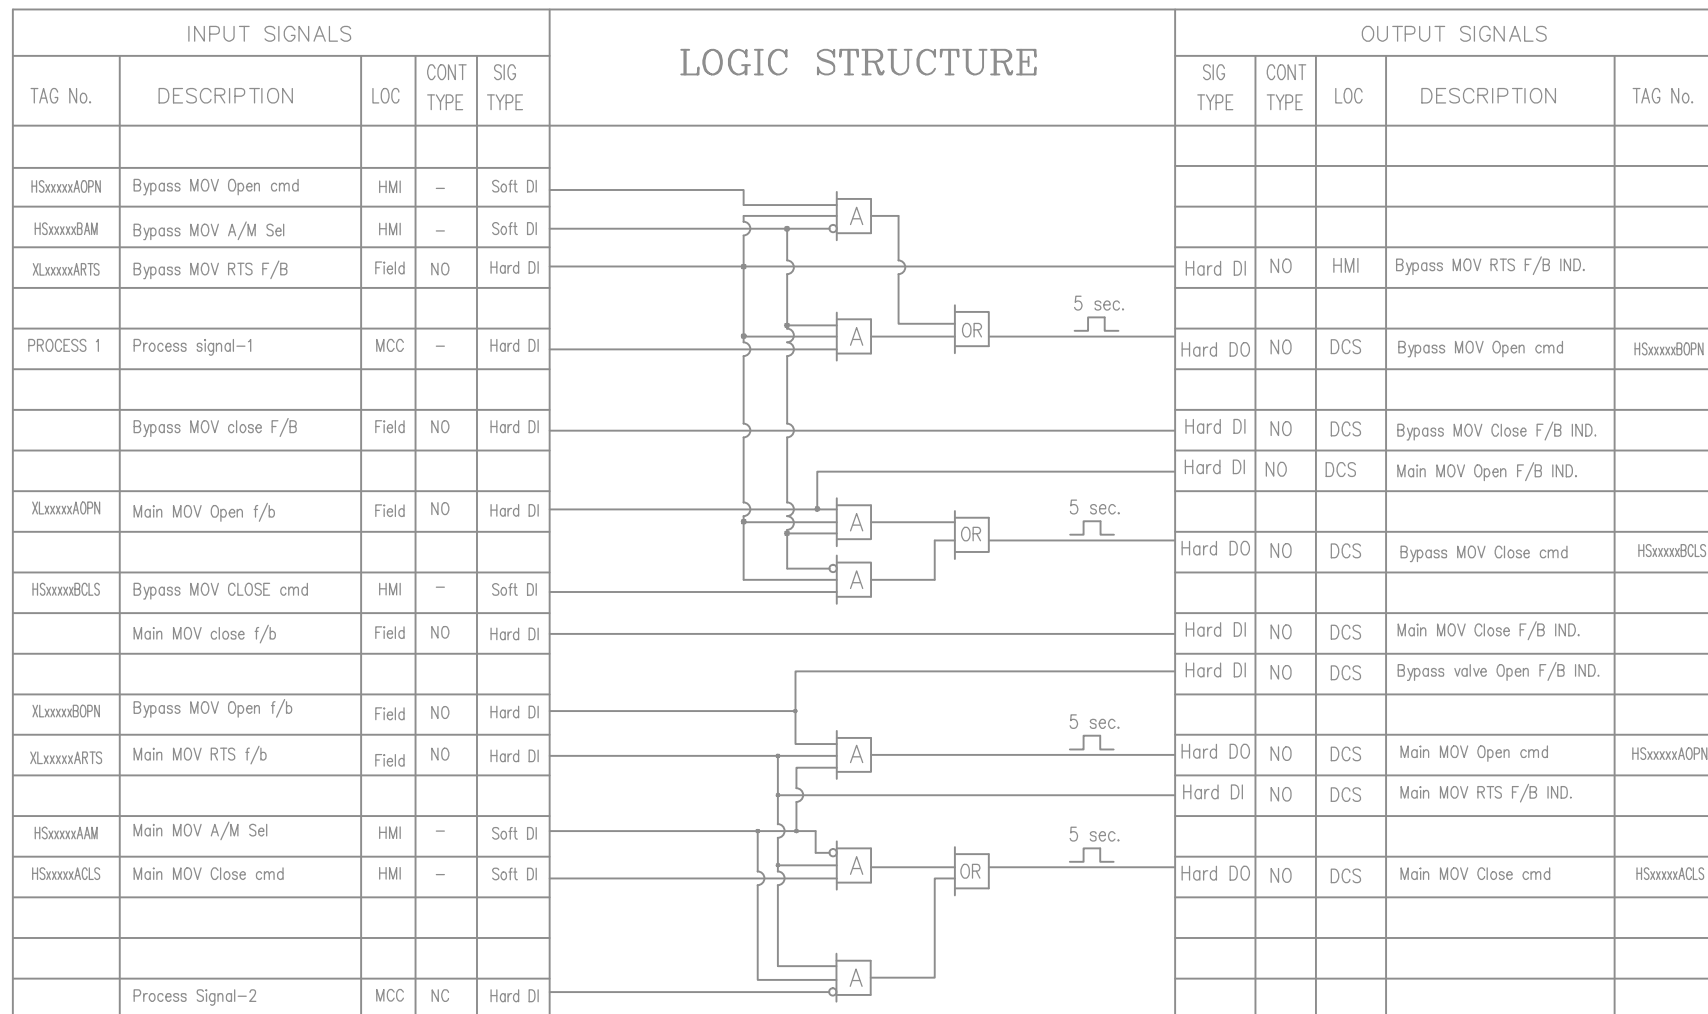 INPUT SIGNALS
LOGIC STRUCTURE
OUTPUT SIGNALS
TAG No. DESCRIPTION LOC CONT TYPE SIG TYPE
SIG TYPE CONT TYPE LOC DESCRIPTION TAG No.
HSxxxxxAOPN Bypass MOV Open cmd HMI - Soft DI
A
HSxxxxxBAM Bypass MOV A/M Sel HMI - Soft DI
XLxxxxxARTS Bypass MOV RTS F/B Field NO Hard DI
Hard DI NO HMI Bypass MOV RTS F/B IND.
5 sec.
A OR
PROCESS 1 Process signal-1 MCC - Hard DI
Hard DO NO DCS Bypass MOV Open cmd HSxxxxxBOPN
Bypass MOV close F/B Field NO Hard DI
Hard DI NO DCS Bypass MOV Close F/B IND.
Hard DI NO DCS Main MOV Open F/B IND.
XLxxxxxAOPN Main MOV Open f/b Field NO Hard DI
5 sec.
A OR
Hard DO NO DCS Bypass MOV Close cmd HSxxxxxBCLS
A
HSxxxxxBCLS Bypass MOV CLOSE cmd HMI - Soft DI
Main MOV close f/b Field NO Hard DI
Hard DI NO DCS Main MOV Close F/B IND.
Hard DI NO DCS Bypass valve Open F/B IND.
XLxxxxxBOPN Bypass MOV Open f/b Field NO Hard DI
5 sec.
XLxxxxxARTS Main MOV RTS f/b Field NO Hard DI
A
Hard DO NO DCS Main MOV Open cmd HSxxxxxAOPN
Hard DI NO DCS Main MOV RTS F/B IND.
HSxxxxxAAM Main MOV A/M Sel HMI - Soft DI
5 sec.
HSxxxxxACLS Main MOV Close cmd HMI - Soft DI
A OR
Hard DO NO DCS Main MOV Close cmd HSxxxxxACLS
A
Process Signal-2 MCC NC Hard DI